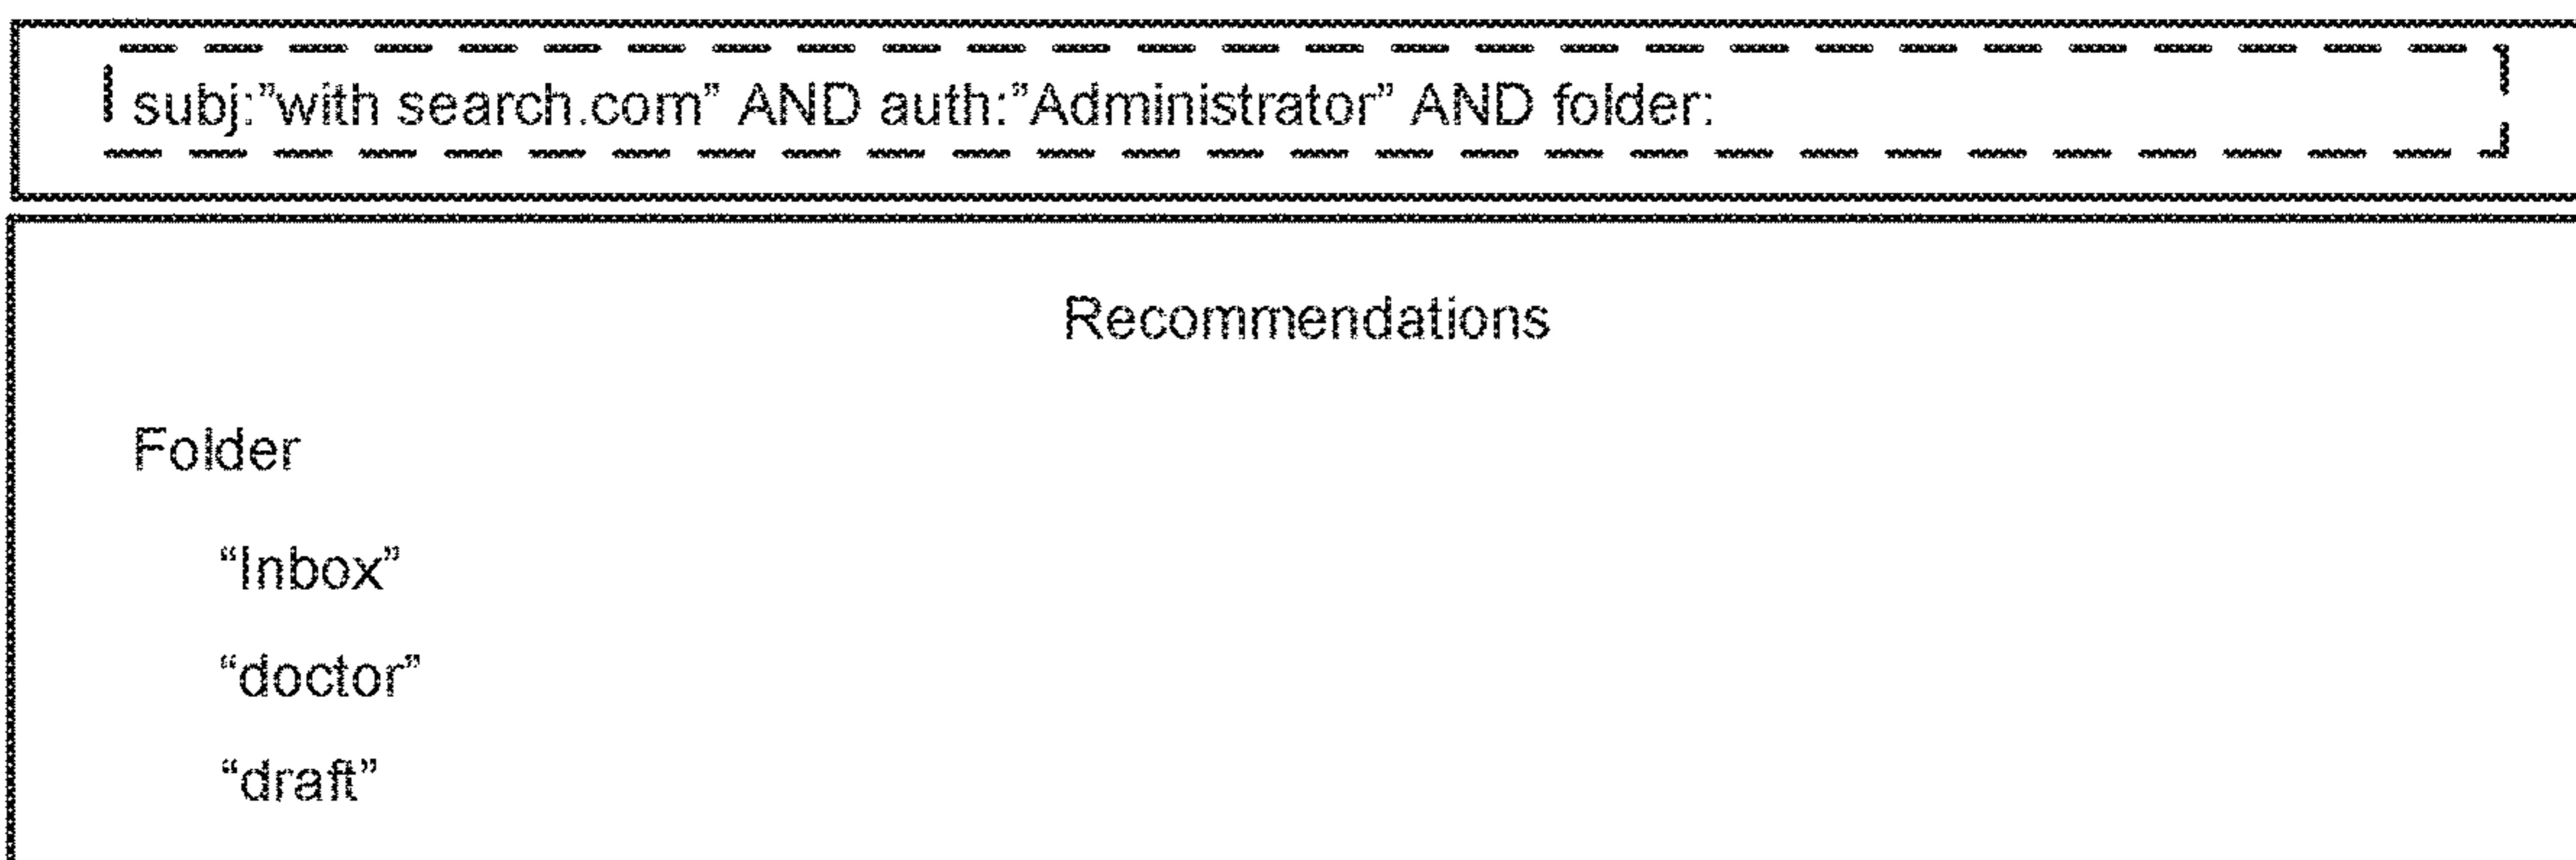 subj:”with search.com” AND auth:”Administrator” AND folder:
Recommendations
Folder
“Inbox”
“doctor”
“draft”